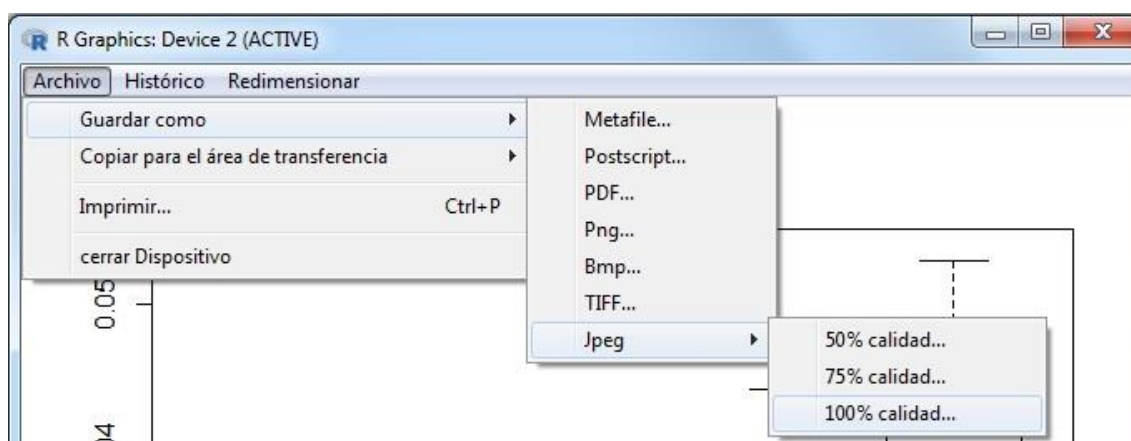 R Graphics: Device 2 (ACTIVE)
Archivo Histórico Redimensionar
Guardar como
Copiar para el área de transferencia
Imprimir... Ctrl+P
cerrar Dispositivo
Metafile...
Postscript...
PDF...
Png...
Bmp...
TIFF...
Jpeg
50% calidad...
75% calidad...
100% calidad...
0.05